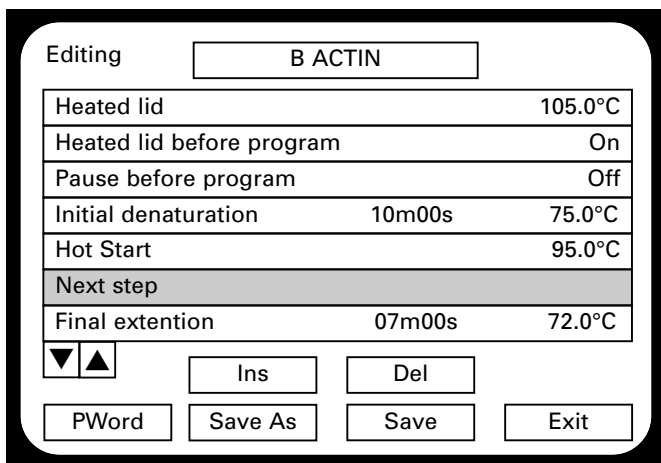 Editing B ACTIN
Heated lid 105.0°C
Heated lid before program On
Pause before program Off
Initial denaturation 10m00s 75.0°C
Hot Start 95.0°C
Next step
Final extention 07m00s 72.0°C
Ins Del
PWord Save As Save Exit